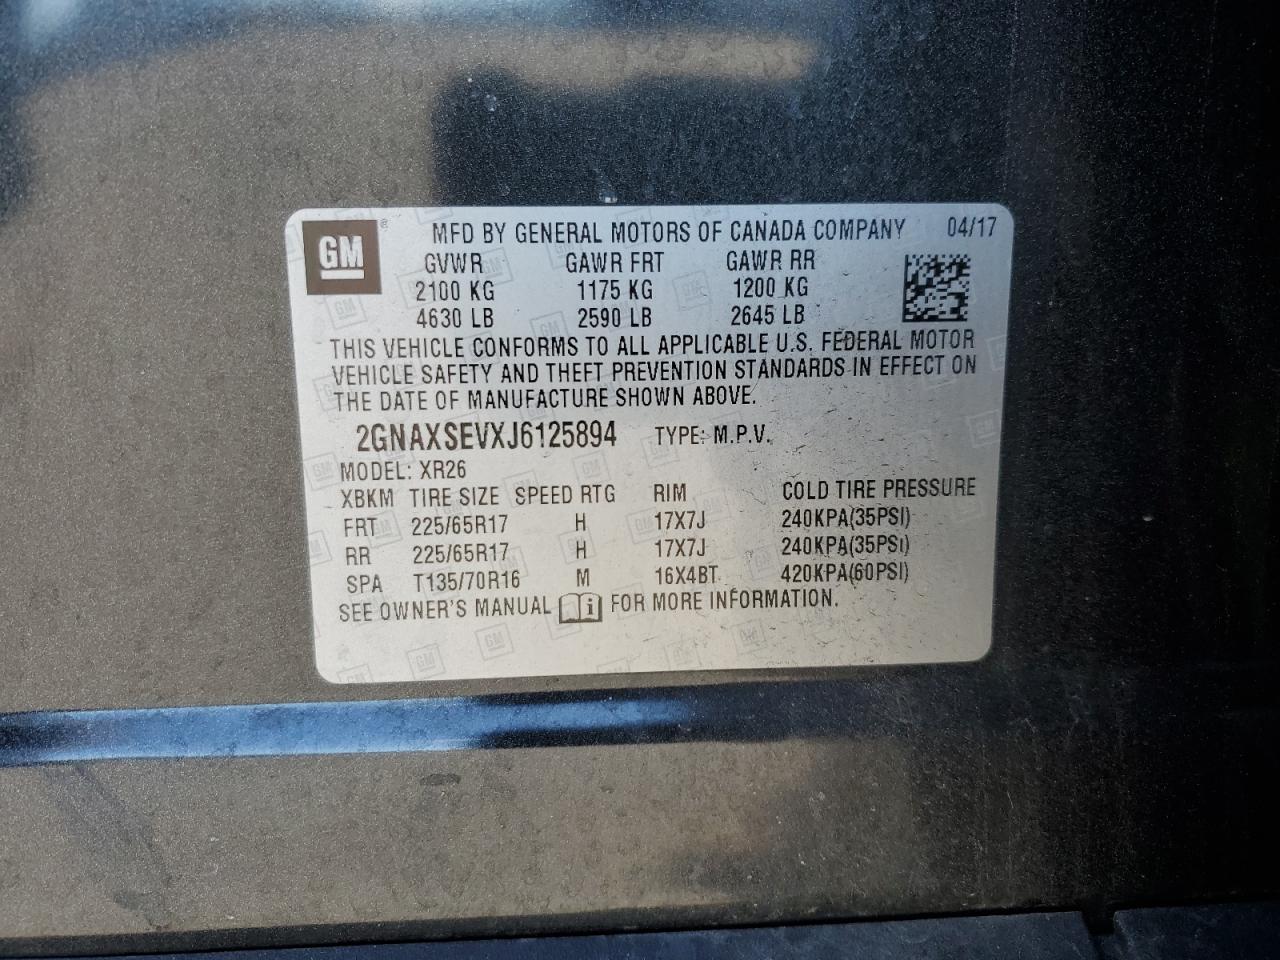 GM ® MFD BY GENERAL MOTORS OF CANADA COMPANY 04/17
GVWR GAWR FRT GAWR RR
2100 KG 1175 KG 1200 KG
4630 LB 2590 LB 2645 LB
THIS VEHICLE CONFORMS TO ALL APPLICABLE U.S. FEDERAL MOTOR
VEHICLE SAFETY AND THEFT PREVENTION STANDARDS IN EFFECT ON
THE DATE OF MANUFACTURE SHOWN ABOVE.
2GNAXSEVXJ6125894 TYPE: M.P.V.
MODEL: XR26
XBKM TIRE SIZE SPEED RTG RIM COLD TIRE PRESSURE
FRT 225/65R17 H 17X7J 240KPA(35PSI)
RR 225/65R17 H 17X7J 240KPA(35PSI)
SPA T135/70R16 M 16X4BT 420KPA(60PSI)
SEE OWNER'S MANUAL i FOR MORE INFORMATION.